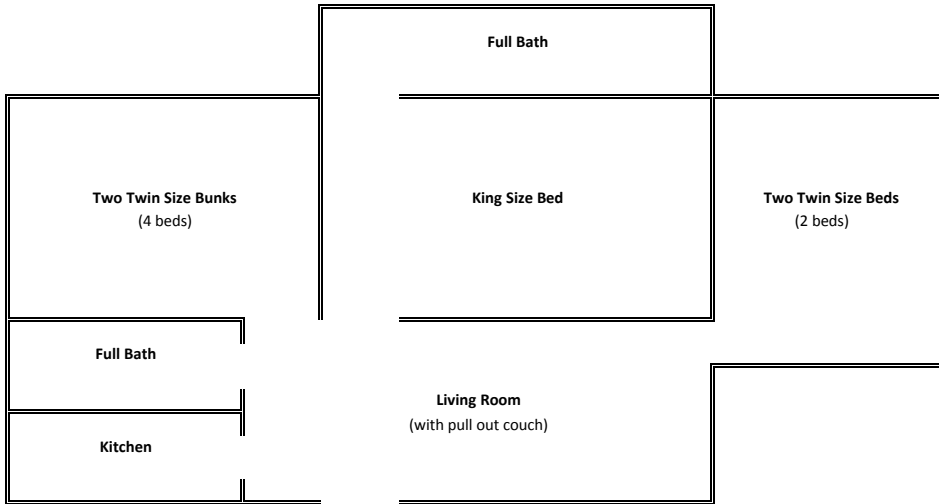 Full Bath
Two Twin Size Bunks
(4 beds)
King Size Bed
Two Twin Size Beds
(2 beds)
Full Bath
Living Room
(with pull out couch)
Kitchen